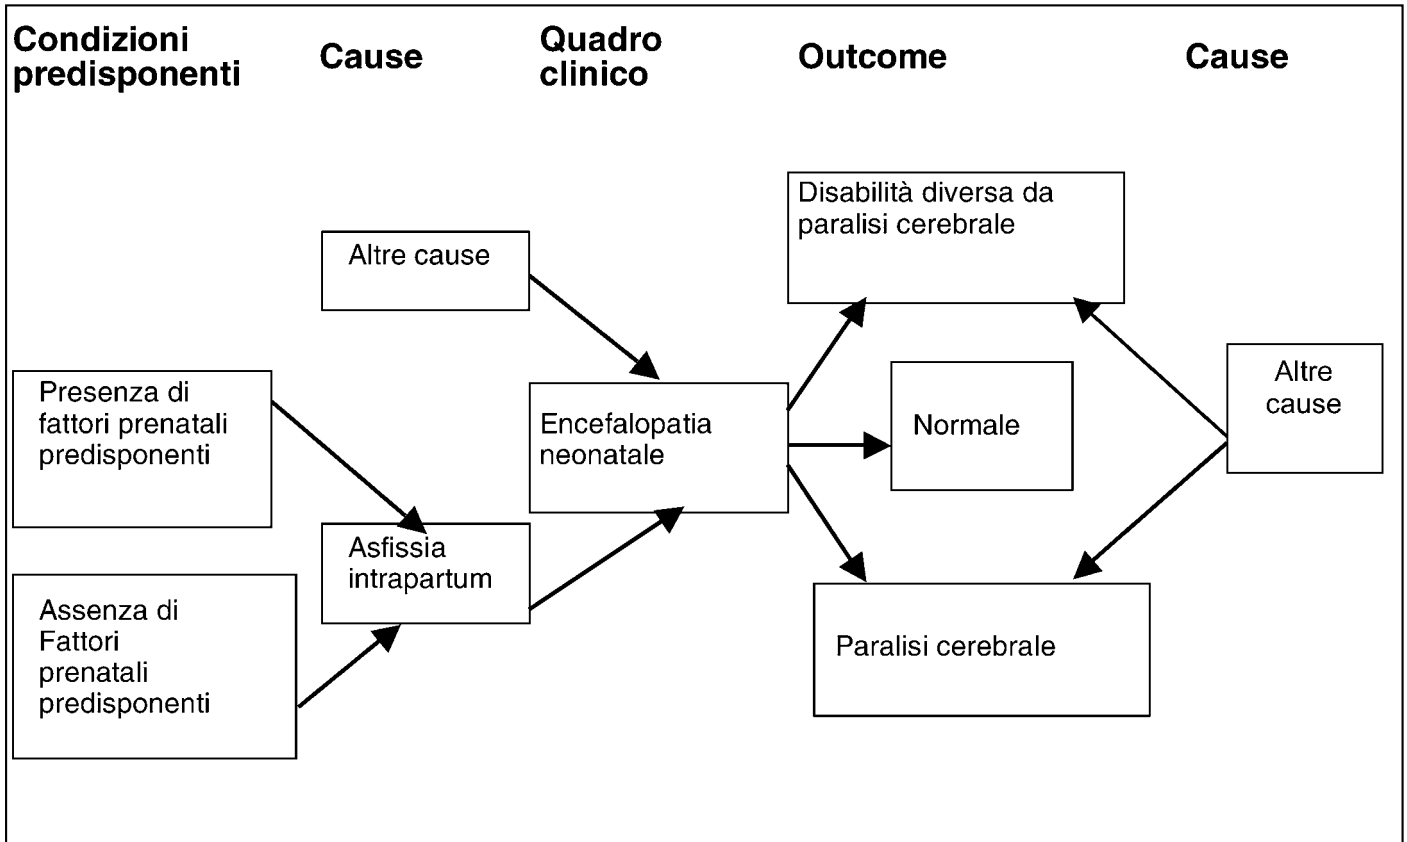 Condizioni
predisponenti
Cause
Quadro
clinico
Outcome
Cause
Disabilità diversa da
paralisi cerebrale
Altre cause
Presenza di
fattori prenatali
predisponenti
Encefalopatia
neonatale
Normale
Altre
cause
Asfissia
intrapartum
Assenza di
Fattori
prenatali
predisponenti
Paralisi cerebrale